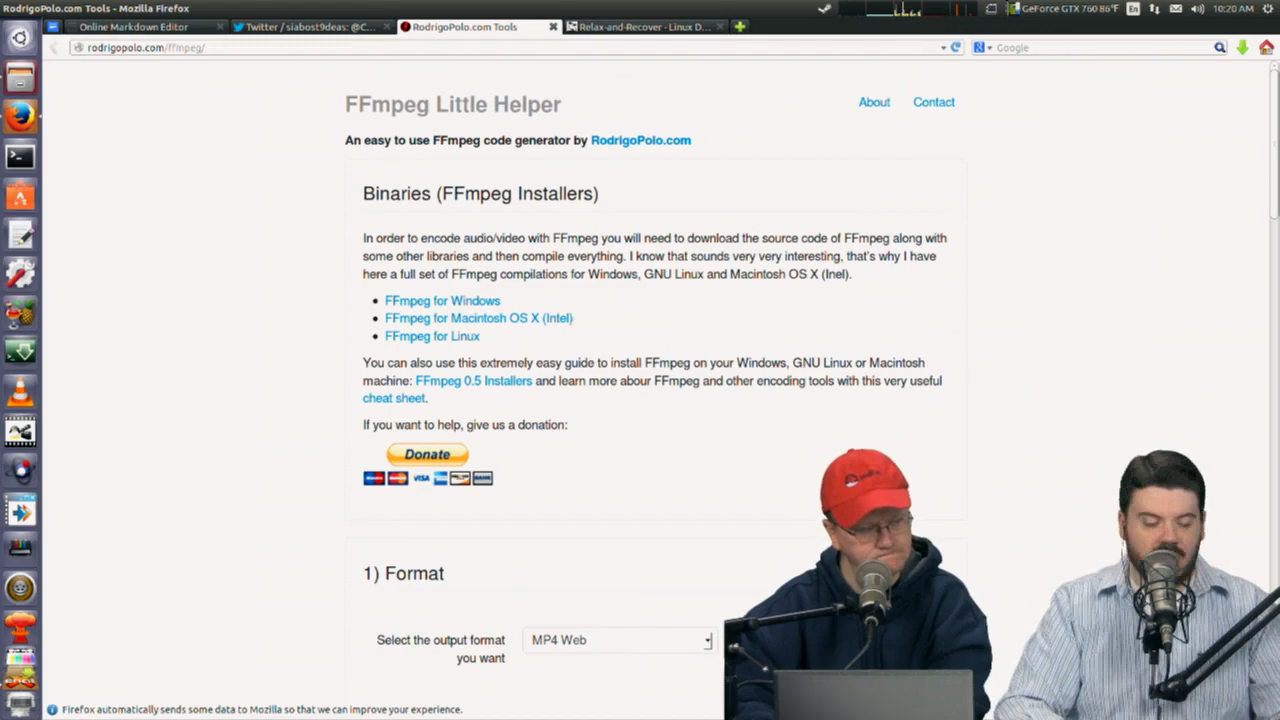 RodrigoPolo.com Tools - Mozilla Firefox
GeForce GTX 760 86°F
En
10:20 AM
Online Markdown Editor
Twitter / siabost9deas: @C...
RodrigoPolo.com Tools
Relax-and-Recover - Linux D...
rodrigopolo.com/ffmpeg/
Google
FFmpeg Little Helper
About
Contact
An easy to use FFmpeg code generator by RodrigoPolo.com
Binaries (FFmpeg Installers)
In order to encode audio/video with FFmpeg you will need to download the source code of FFmpeg along with
some other libraries and then compile everything. I know that sounds very very interesting, that's why I have
here a full set of FFmpeg compilations for Windows, GNU Linux and Macintosh OS X (Inel).
FFmpeg for Windows
FFmpeg for Macintosh OS X (Intel)
FFmpeg for Linux
You can also use this extremely easy guide to install FFmpeg on your Windows, GNU Linux or Macintosh
machine: FFmpeg 0.5 Installers and learn more abour FFmpeg and other encoding tools with this very useful
cheat sheet.
If you want to help, give us a donation:
Donate
VISA
1) Format
Select the output format
you want
MP4 Web
Firefox automatically sends some data to Mozilla so that we can improve your experience.